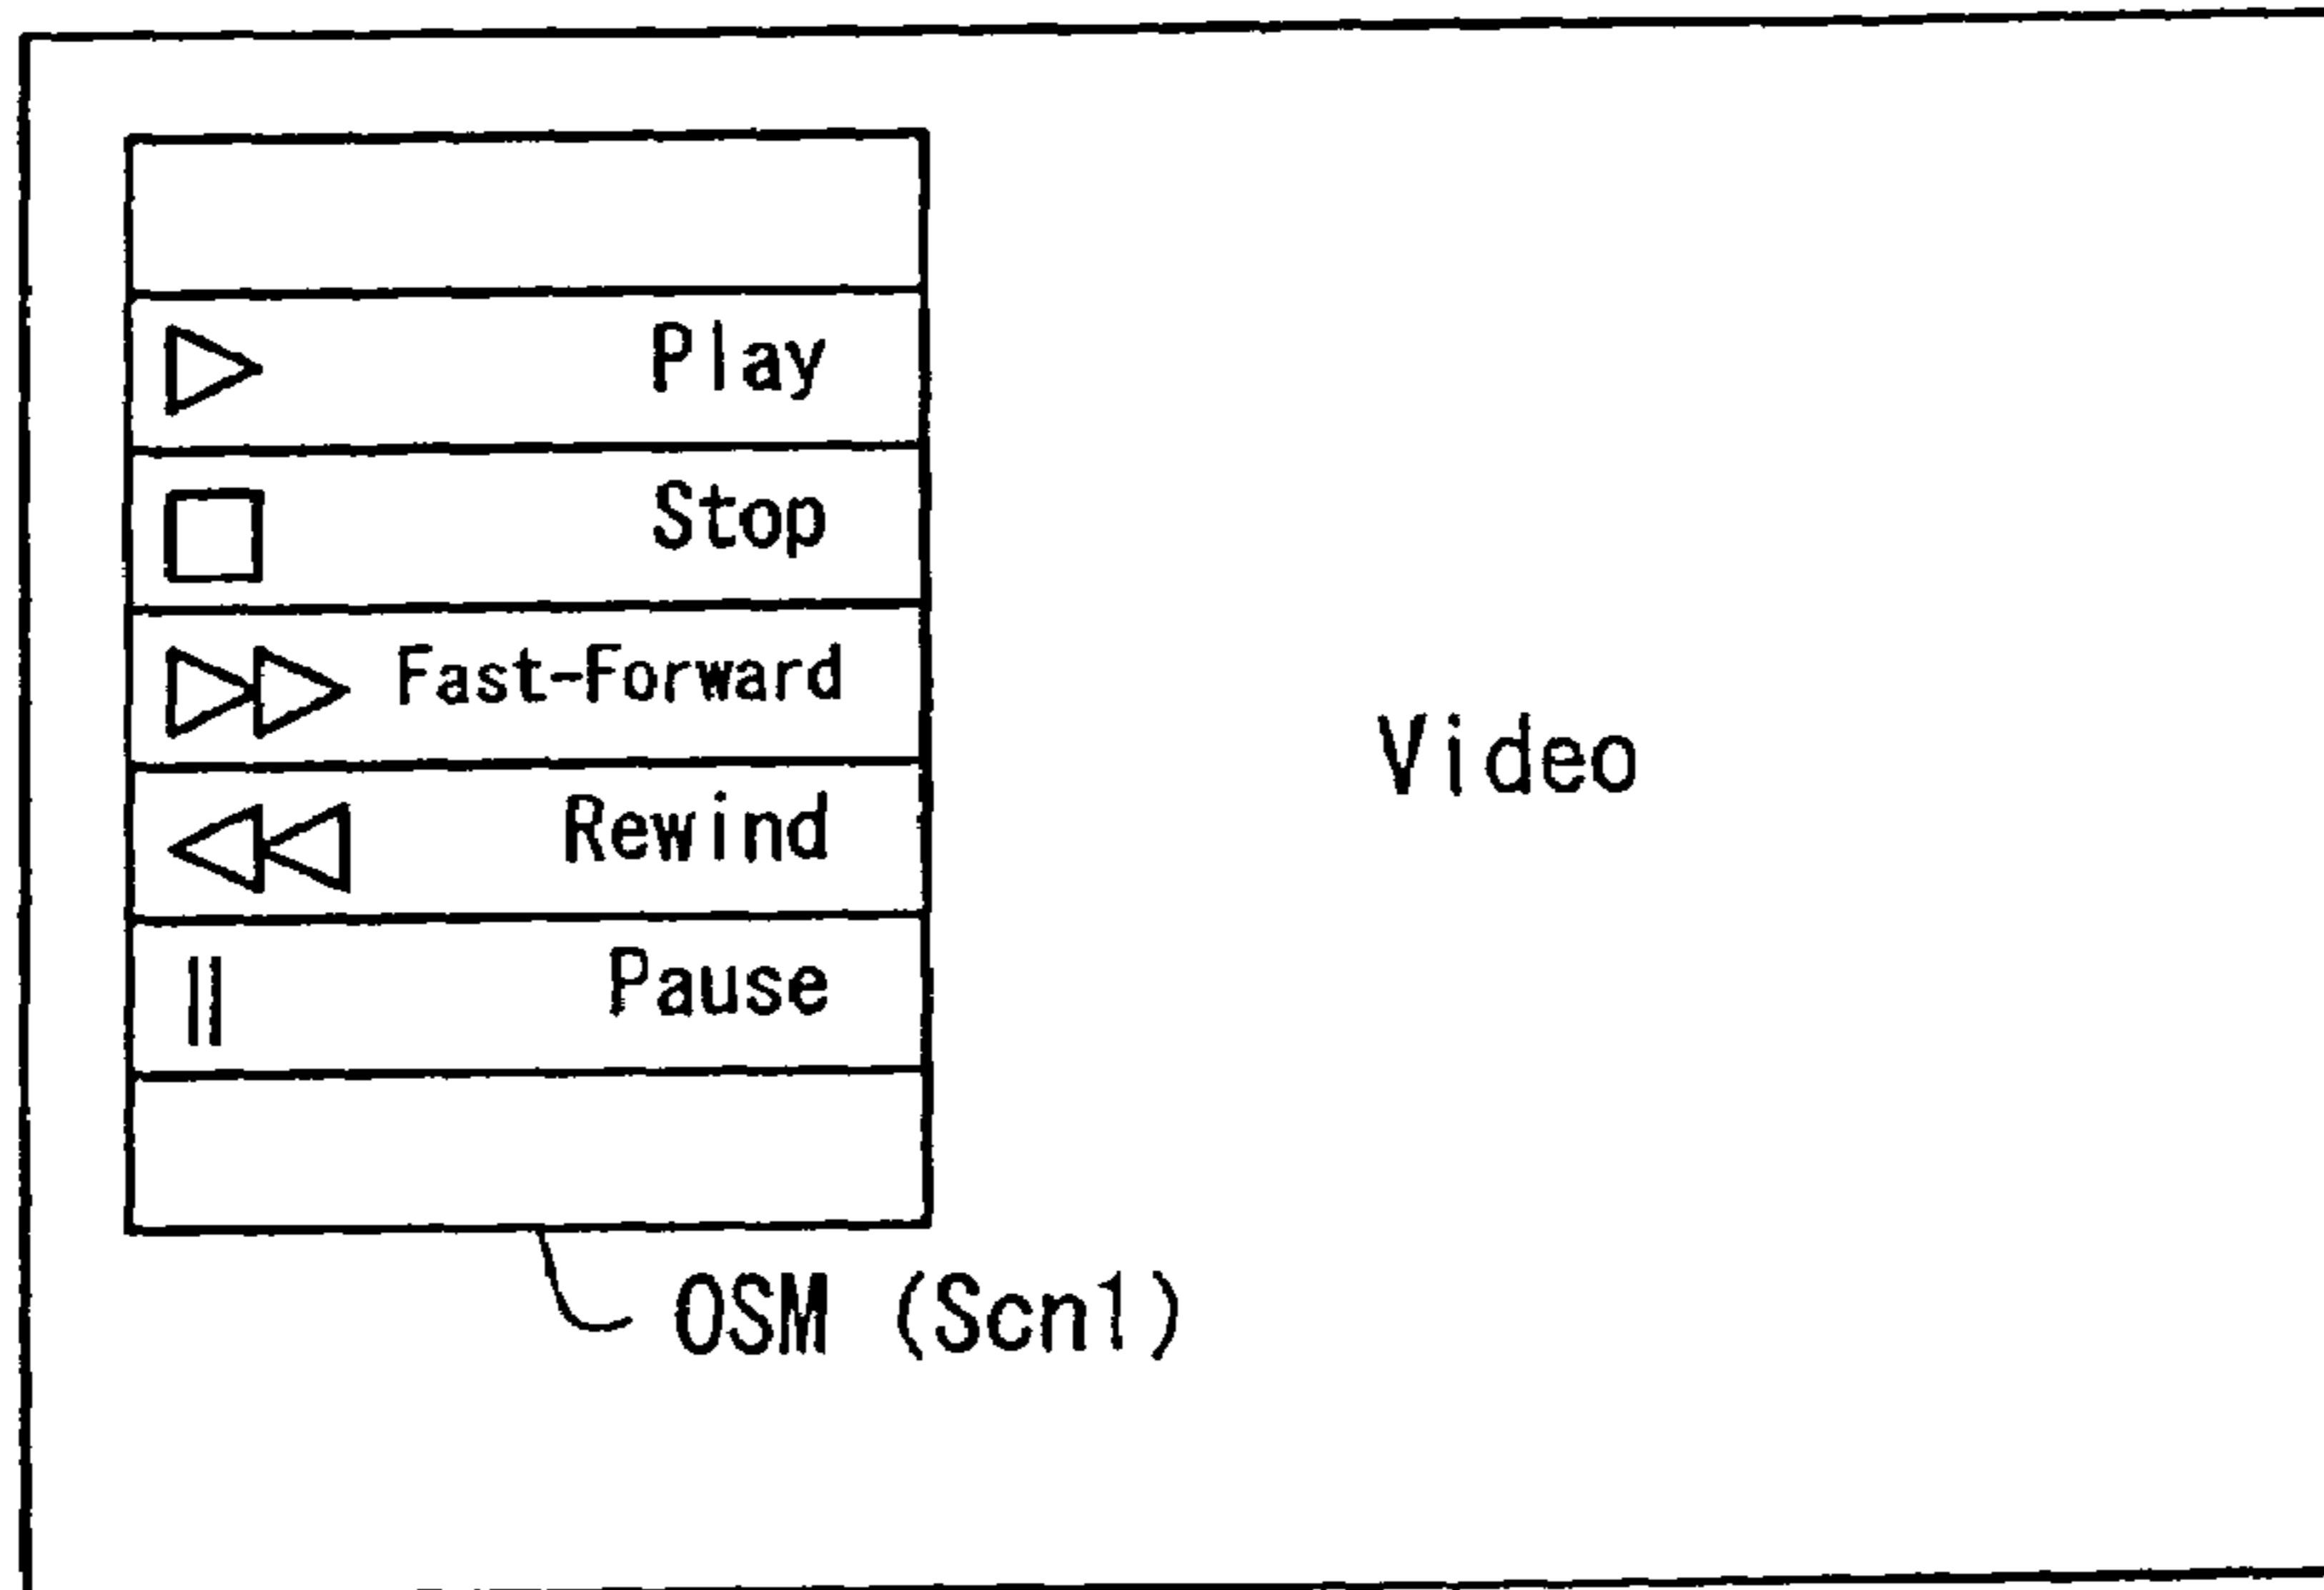 Play
Stop
Fast-Forward
Rewind
Pause
Video
OSM (Scn1)